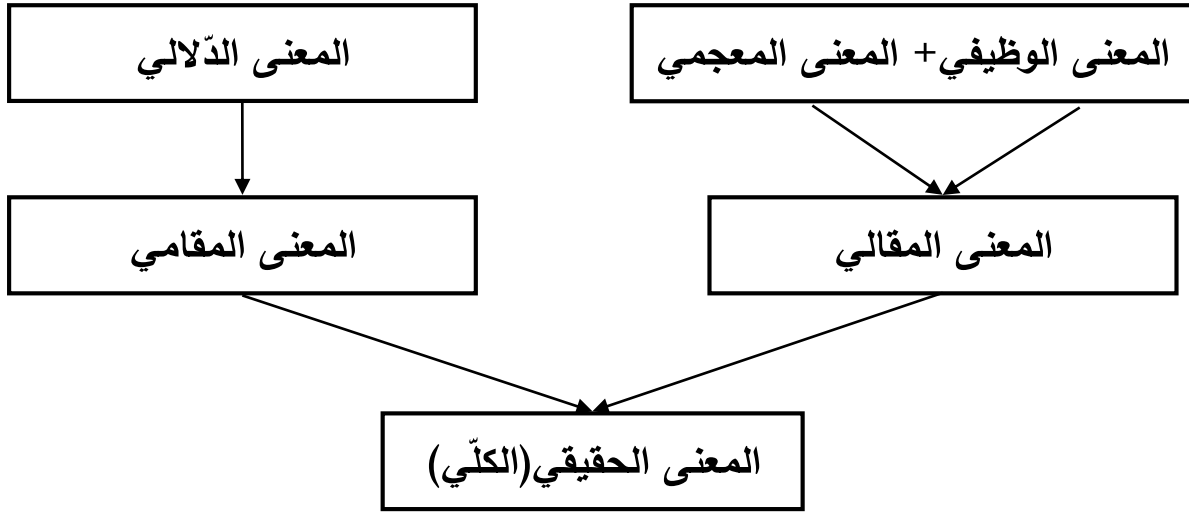 المعنى الوظيفي+ المعنى المعجمي
المعنى الدّلالي
المعنى المقالي
المعنى المقامي
المعنى الحقيقي(الكلّي)